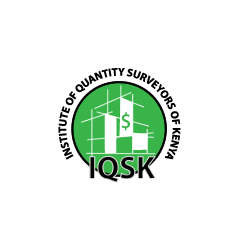 INSTITUTE OF QUANTITY SURVEYORS OF KENYA
$
IQSK